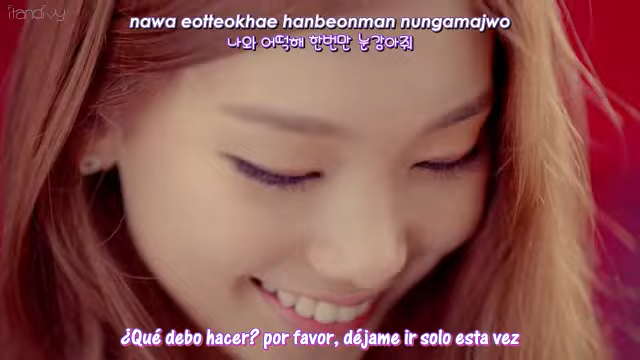 itandivy
nawa eotteokhae hanbeonman nungamajwo
나와 어떡해 한번만 눈감아줘
¿Qué debo hacer? por favor, déjame ir solo esta vez